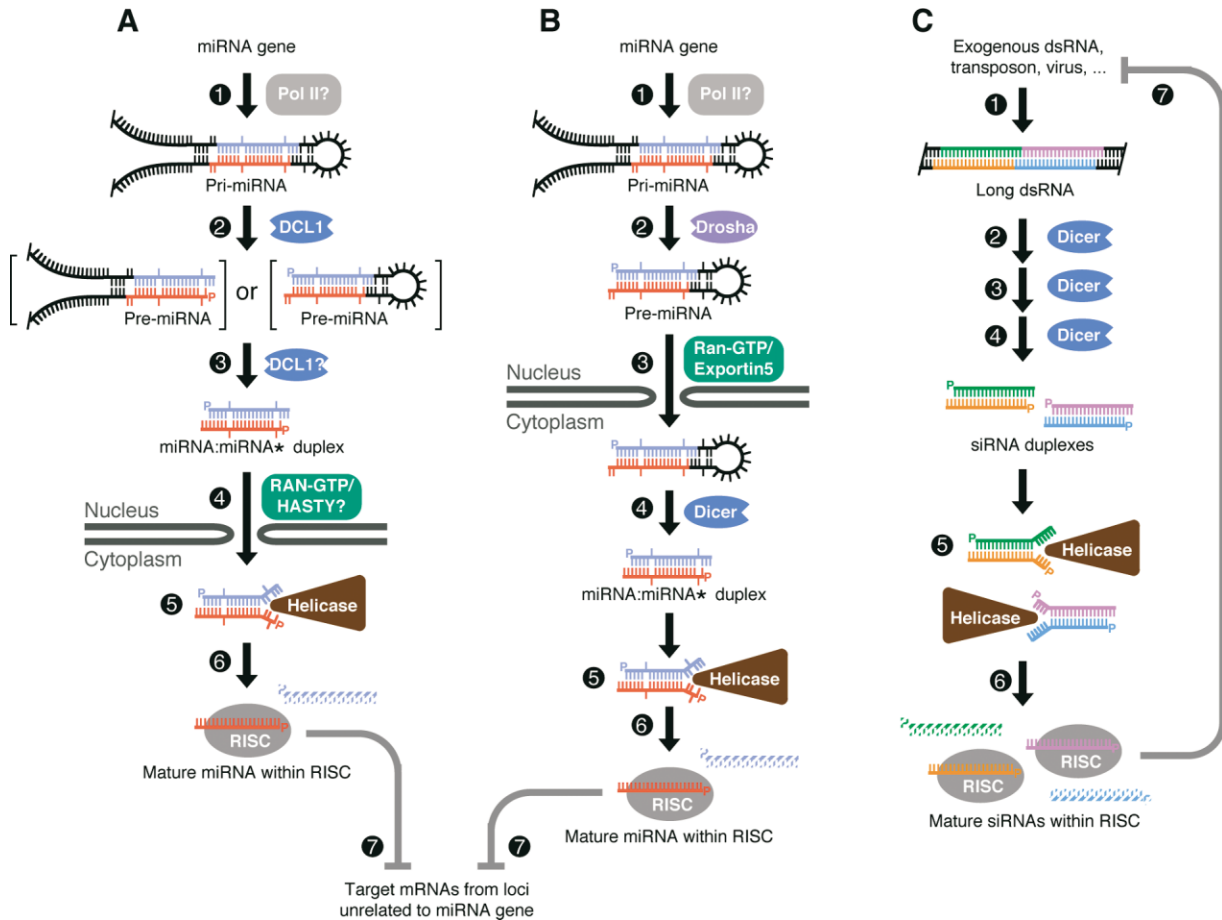 A
miRNA gene
1
Pol II?
Pri-miRNA
2
DCL1
P
Pre-miRNA
P
or
P
Pre-miRNA
3
DCL1?
P
P
miRNA:miRNA* duplex
4
RAN-GTP/
HASTY?
Nucleus
Cytoplasm
5
P
Helicase
6
P
P
RISC
Mature miRNA within RISC
7
B
miRNA gene
1
Pol II?
Pri-miRNA
2
Drosha
P
Pre-miRNA
3
Ran-GTP/
Exportin5
Nucleus
Cytoplasm
P
4
Dicer
P
P
miRNA:miRNA* duplex
5
P
Helicase
6
P
P
RISC
Mature miRNA within RISC
7
Target mRNAs from loci
unrelated to miRNA gene
C
Exogenous dsRNA,
transposon, virus, ...
7
1
Long dsRNA
2
Dicer
3
Dicer
4
Dicer
P
P
P
P
siRNA duplexes
5
P
Helicase
Helicase
P
P
6
P
P
RISC
P
RISC
P
Mature siRNAs within RISC